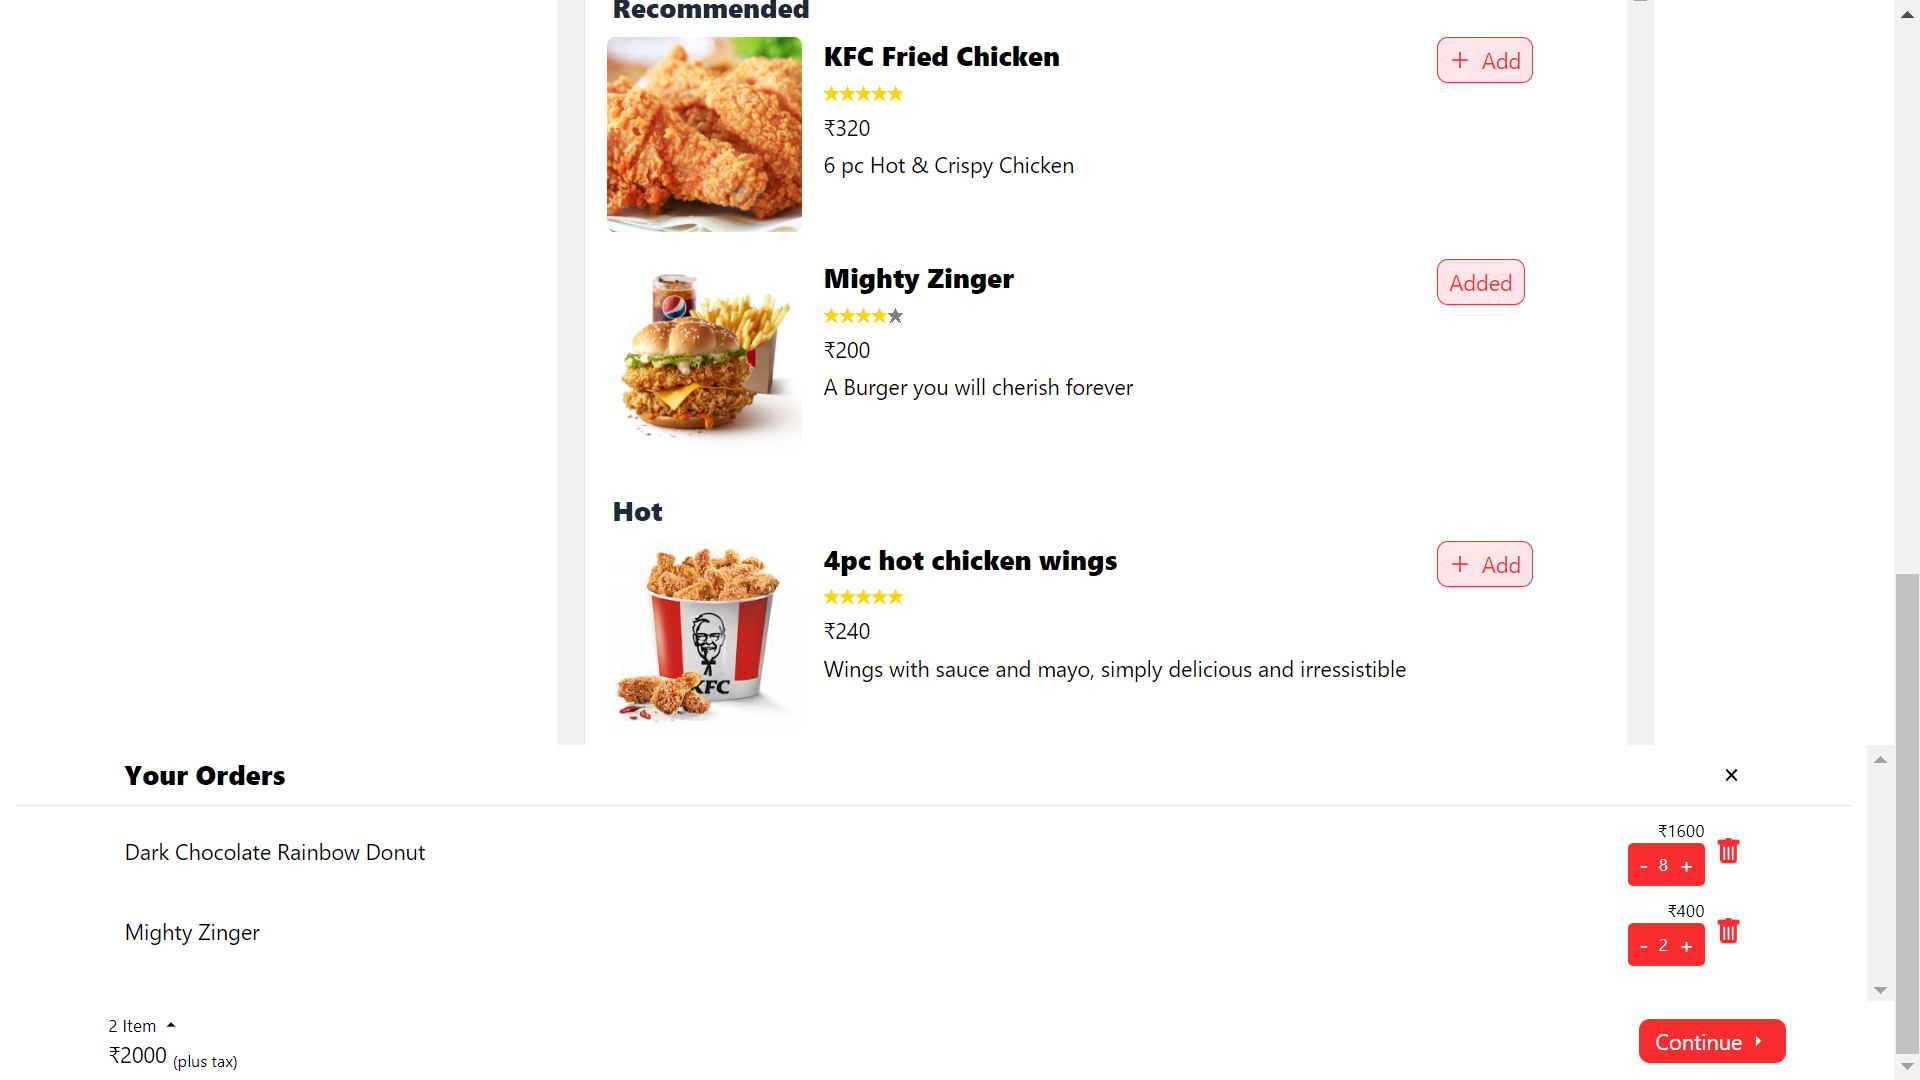 Recommended
KFC Fried Chicken
+ Add
₹320
6 pc Hot & Crispy Chicken
Mighty Zinger
Added
₹200
A Burger you will cherish forever
Hot
4pc hot chicken wings
+ Add
₹240
Wings with sauce and mayo, simply delicious and irressistible
KFC
Your Orders
×
Dark Chocolate Rainbow Donut
₹1600
- 8 +
Mighty Zinger
₹400
- 2 +
2 Item
₹2000 (plus tax)
Continue